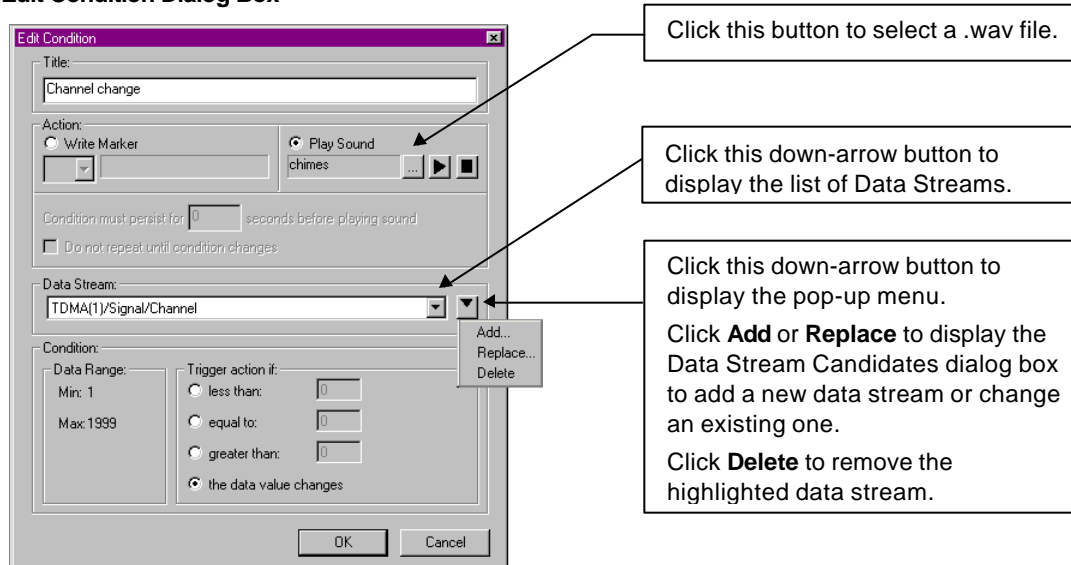 Edit Condition Dialog Box
Edit Condition
Title:
Channel change
Action:
Write Marker
Play Sound
chimes
...
Condition must persist for 0 seconds before playing sound
Do not repeat until condition changes
Data Stream:
TDMA(1)/Signal/Channel
Add...
Replace...
Delete
Condition:
Data Range:
Min: 1
Max: 1999
Trigger action if:
less than: 0
equal to: 0
greater than: 0
the data value changes
OK
Cancel
Click this button to select a .wav file.
Click this down-arrow button to
display the list of Data Streams.
Click this down-arrow button to
display the pop-up menu.
Click Add or Replace to display the
Data Stream Candidates dialog box
to add a new data stream or change
an existing one.
Click Delete to remove the
highlighted data stream.